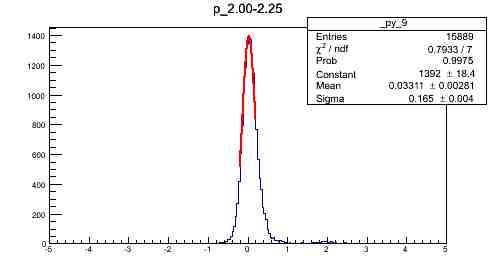 p_2.00-2.25
_py_9
Entries 15889
χ² / ndf 0.7933 / 7
Prob 0.9975
Constant 1392 ± 18.4
Mean 0.03311 ± 0.00281
Sigma 0.165 ± 0.004
1400
1200
1000
800
600
400
200
0
-5 -4 -3 -2 -1 0 1 2 3 4 5